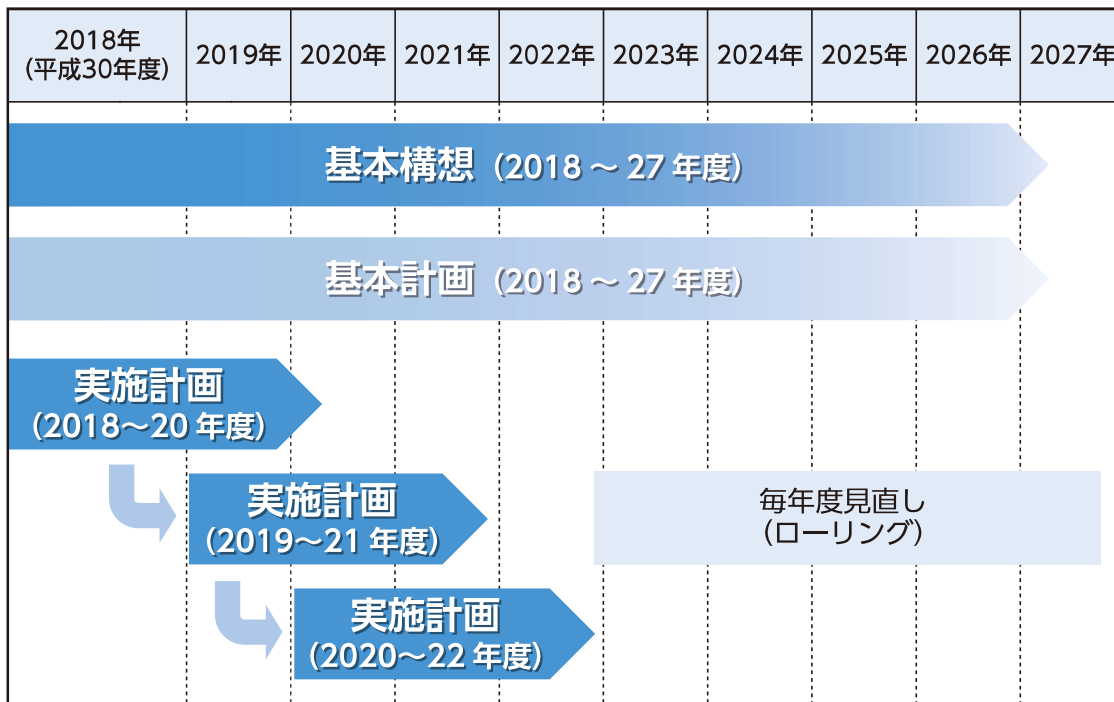 2018年
(平成30年度)
2019年
2020年
2021年
2022年
2023年
2024年
2025年
2026年
2027年
基本構想（2018 ～ 27 年度）
基本計画（2018 ～ 27 年度）
実施計画
（2018～20 年度）
実施計画
（2019～21 年度）
毎年度見直し
（ローリング）
実施計画
（2020～22 年度）